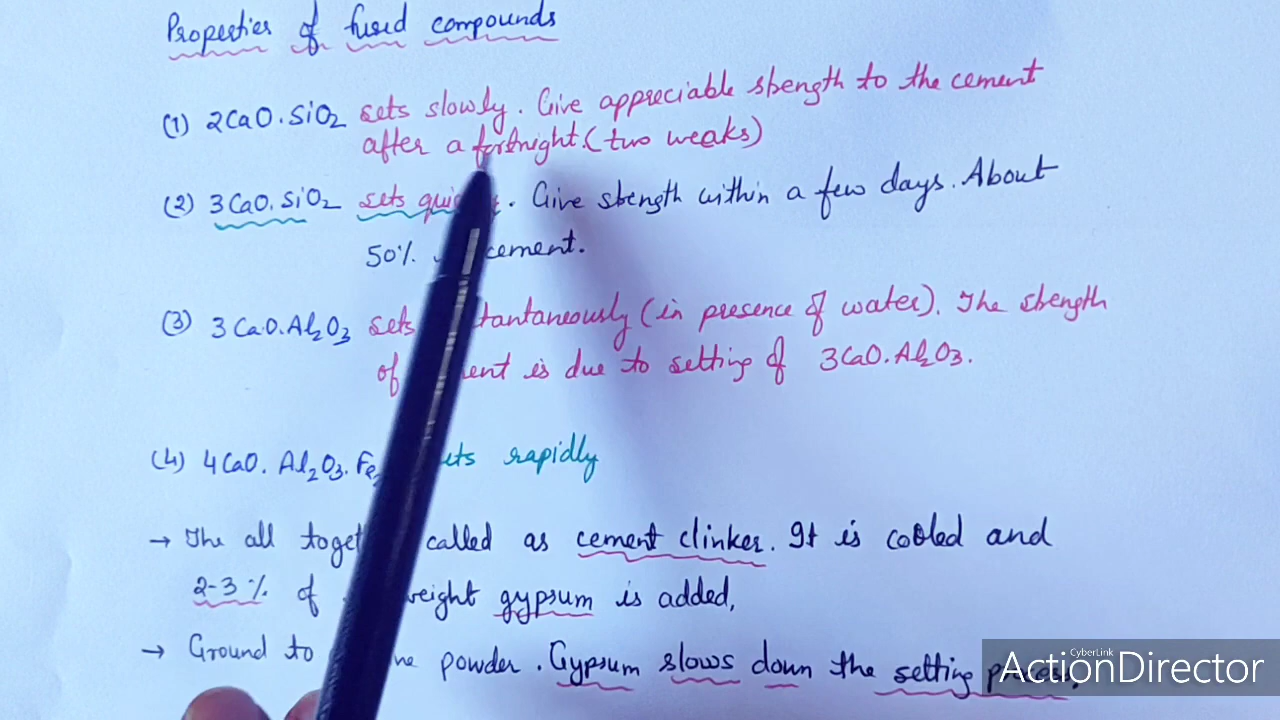 Properties of fused compounds
(1) 2CaO.SiO₂ sets slowly. Give appreciable strength to the cement
after a fortnight.(two weaks)
(2) 3CaO.SiO₂ sets . Give strength within a few days. About
50% cement.
(3) 3CaO.Al₂O₃ sets (in presence of water). The strength
of is due to setting of 3CaO.Al₂O₃.
(4) 4CaO.Al₂O₃. rapidly
→ The all called as cement clinker. It is cooled and
2-3% of weight gypsum is added,
→ Ground to powder. Gypsum slows down the setting
CyberLink
ActionDirector